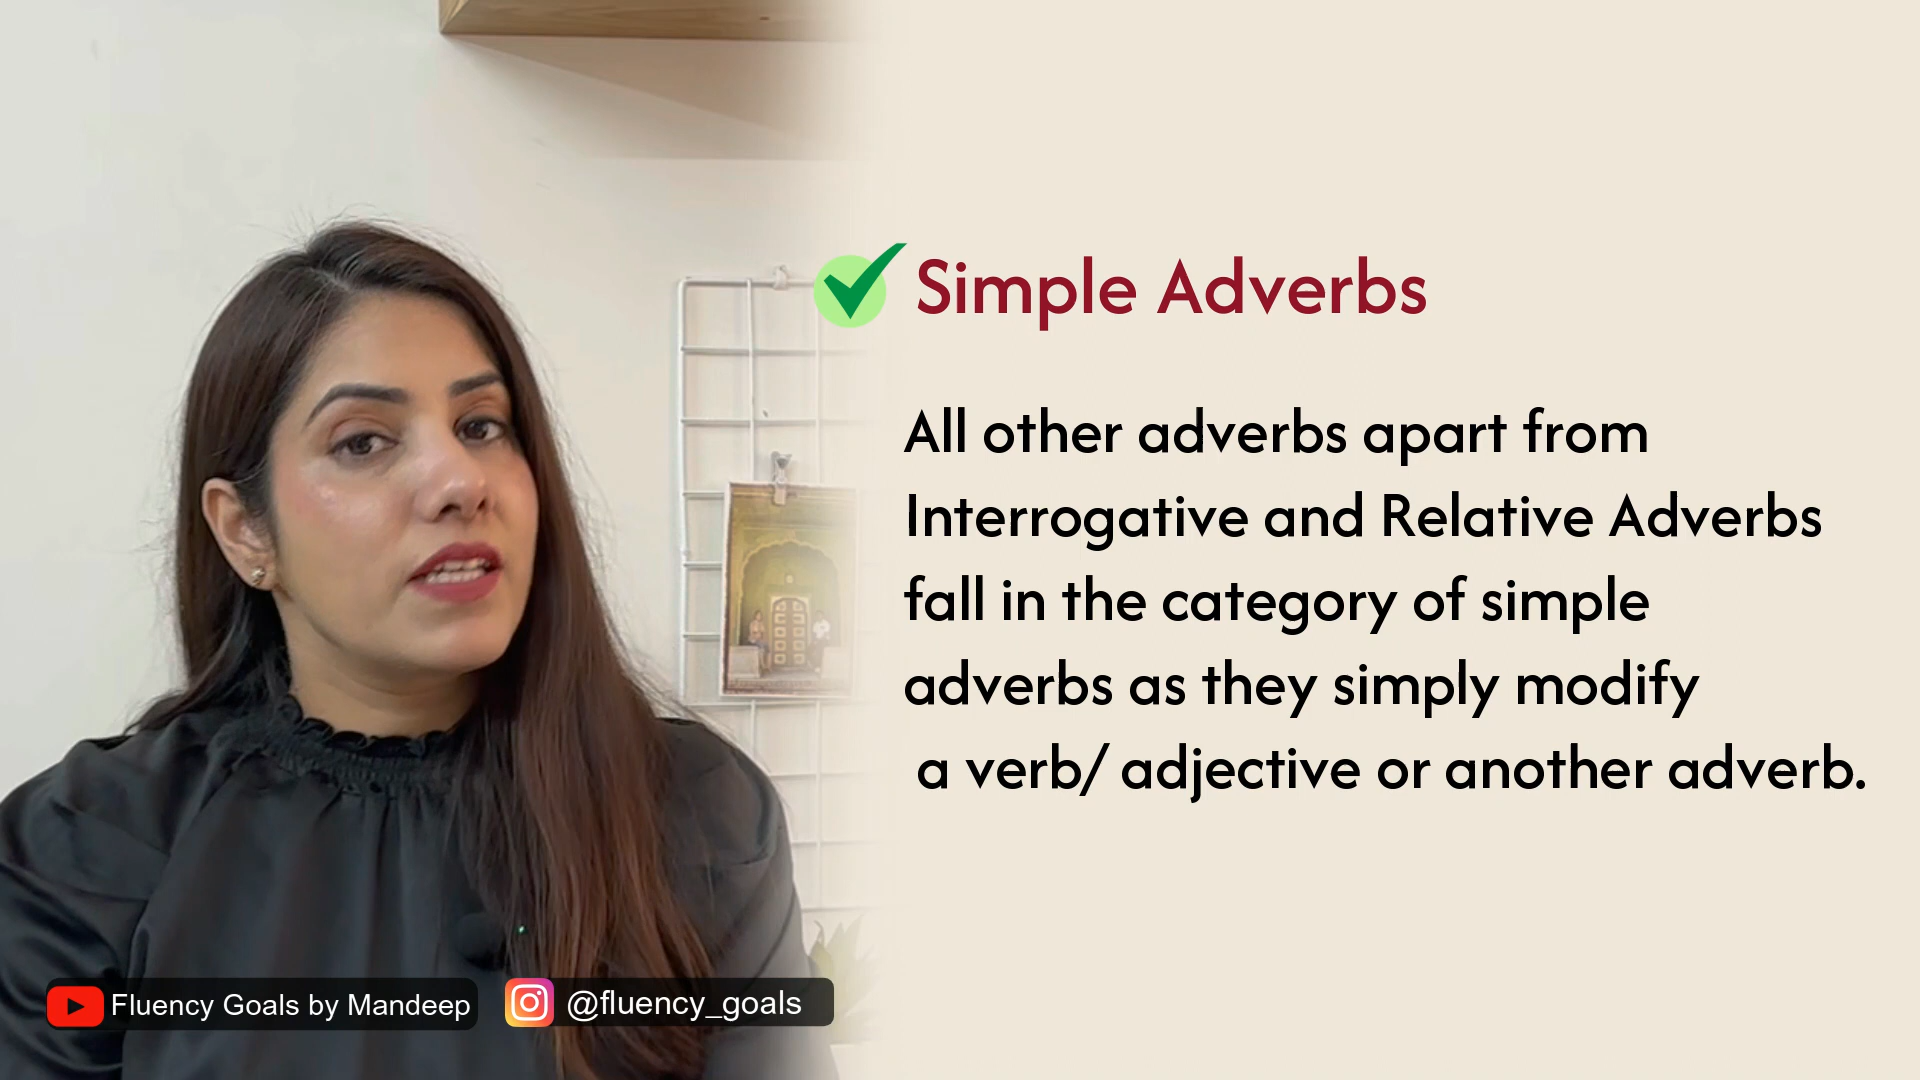 Simple Adverbs
All other adverbs apart from
Interrogative and Relative Adverbs
fall in the category of simple
adverbs as they simply modify
a verb/ adjective or another adverb.
Fluency Goals by Mandeep
@fluency_goals